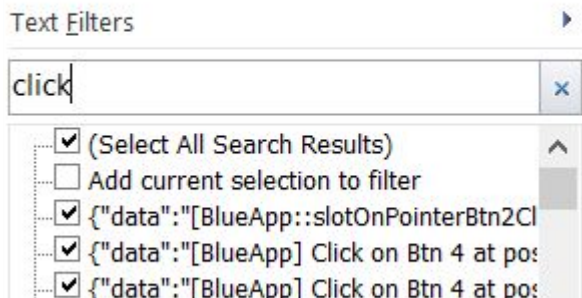 Text Filters
click
(Select All Search Results)
Add current selection to filter
{"data":"[BlueApp::slotOnPointerBtn2Cl
{"data":"[BlueApp] Click on Btn 4 at pos
{"data":"[BlueApp] Click on Btn 4 at pos